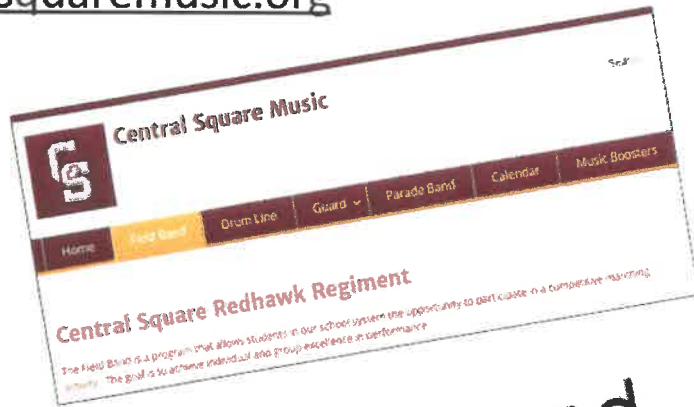 squaremusic.org
Central Square Music
CS
Home Field Band Drum Line Guard Parade Band Calendar Music Boosters
Central Square Redhawk Regiment
The Field Band is a program that allows students in our school system the opportunity to participate in a competitive marching
activity. The goal is to achieve individual and group excellence in performance